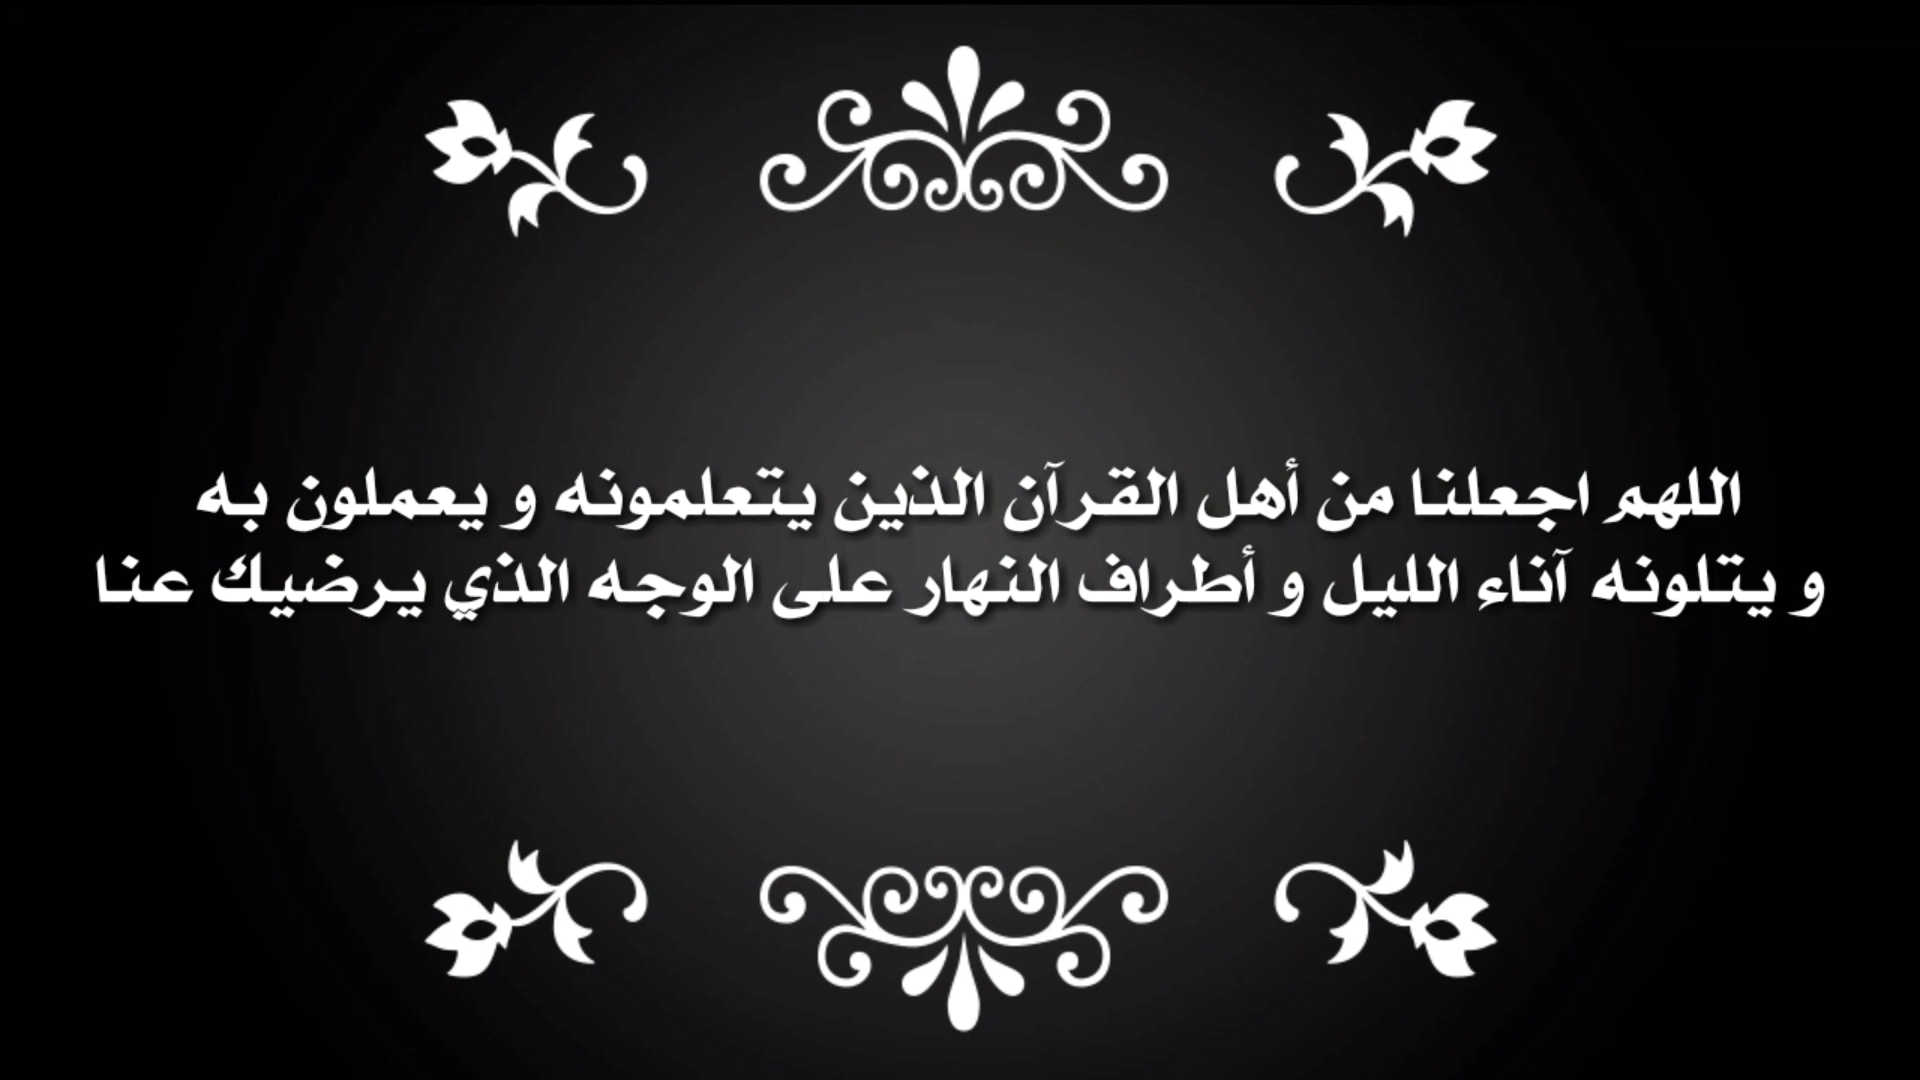 اللهم اجعلنا من أهل القرآن الذين يتعلمونه و يعملون به
و يتلونه آناء الليل و أطراف النهار على الوجه الذي يرضيك عنا